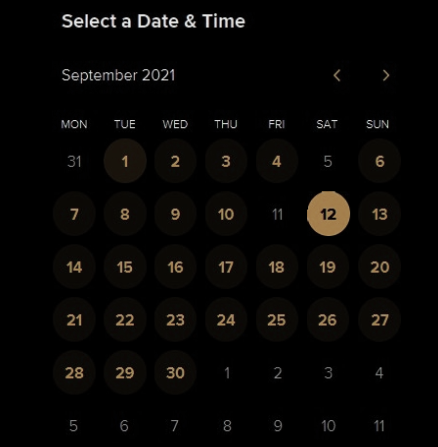 Select a Date & Time
September 2021
MON TUE WED THU FRI SAT SUN
31 1 2 3 4 5 6
7 8 9 10 11 12 13
14 15 16 17 18 19 20
21 22 23 24 25 26 27
28 29 30 1 2 3 4
5 6 7 8 9 10 11